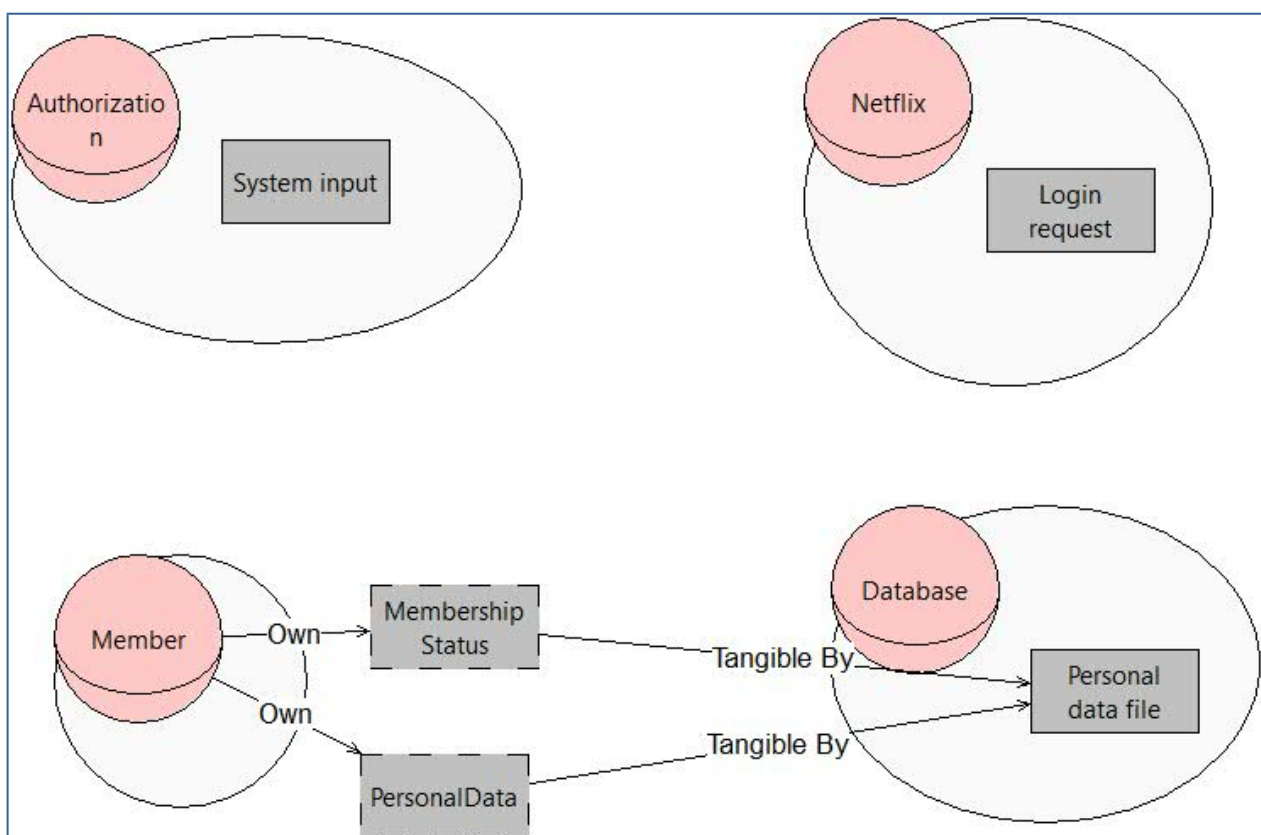 Authorizatio
n
System input
Netflix
Login
request
Member
Own
Membership
Status
Tangible By
Database
Personal
data file
Own
PersonalData
Tangible By